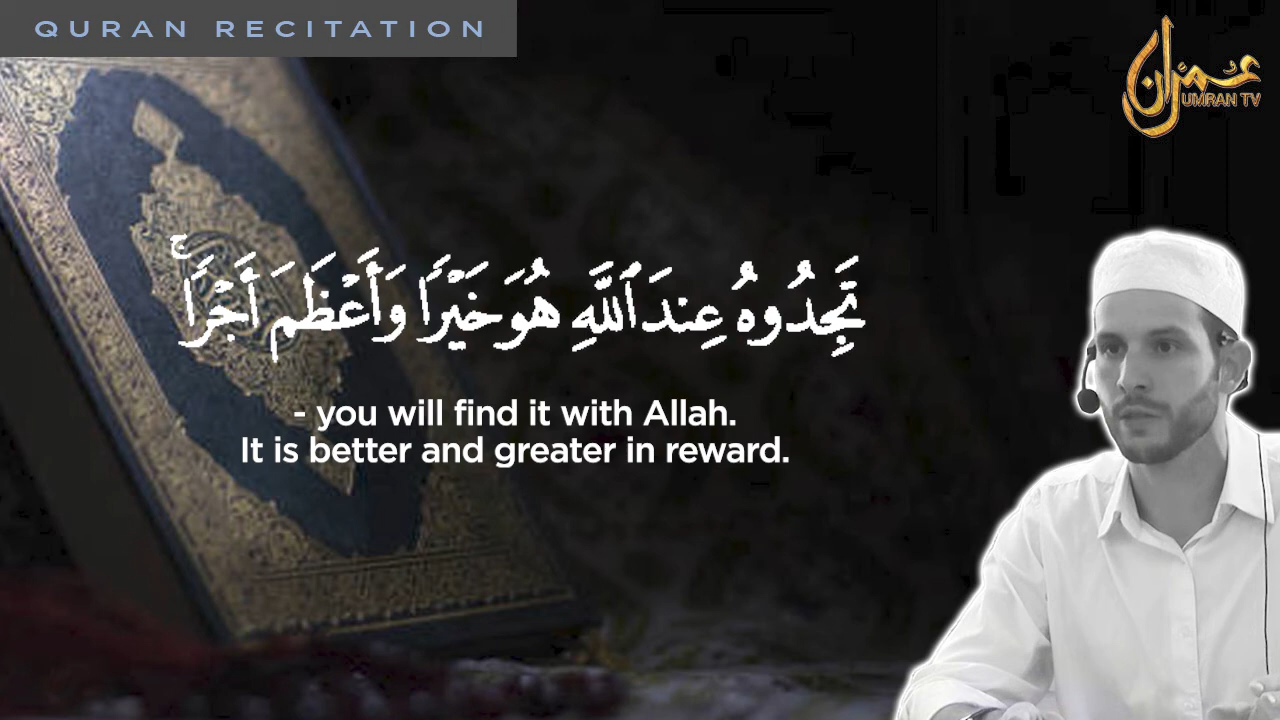 QURAN RECITATION
عمران
UMRAN TV
تَجِدُوهُ عِندَ ٱللَّهِ هُوَ خَيْرًا وَأَعْظَمَ أَجْرًا ۚ
- you will find it with Allah.
It is better and greater in reward.